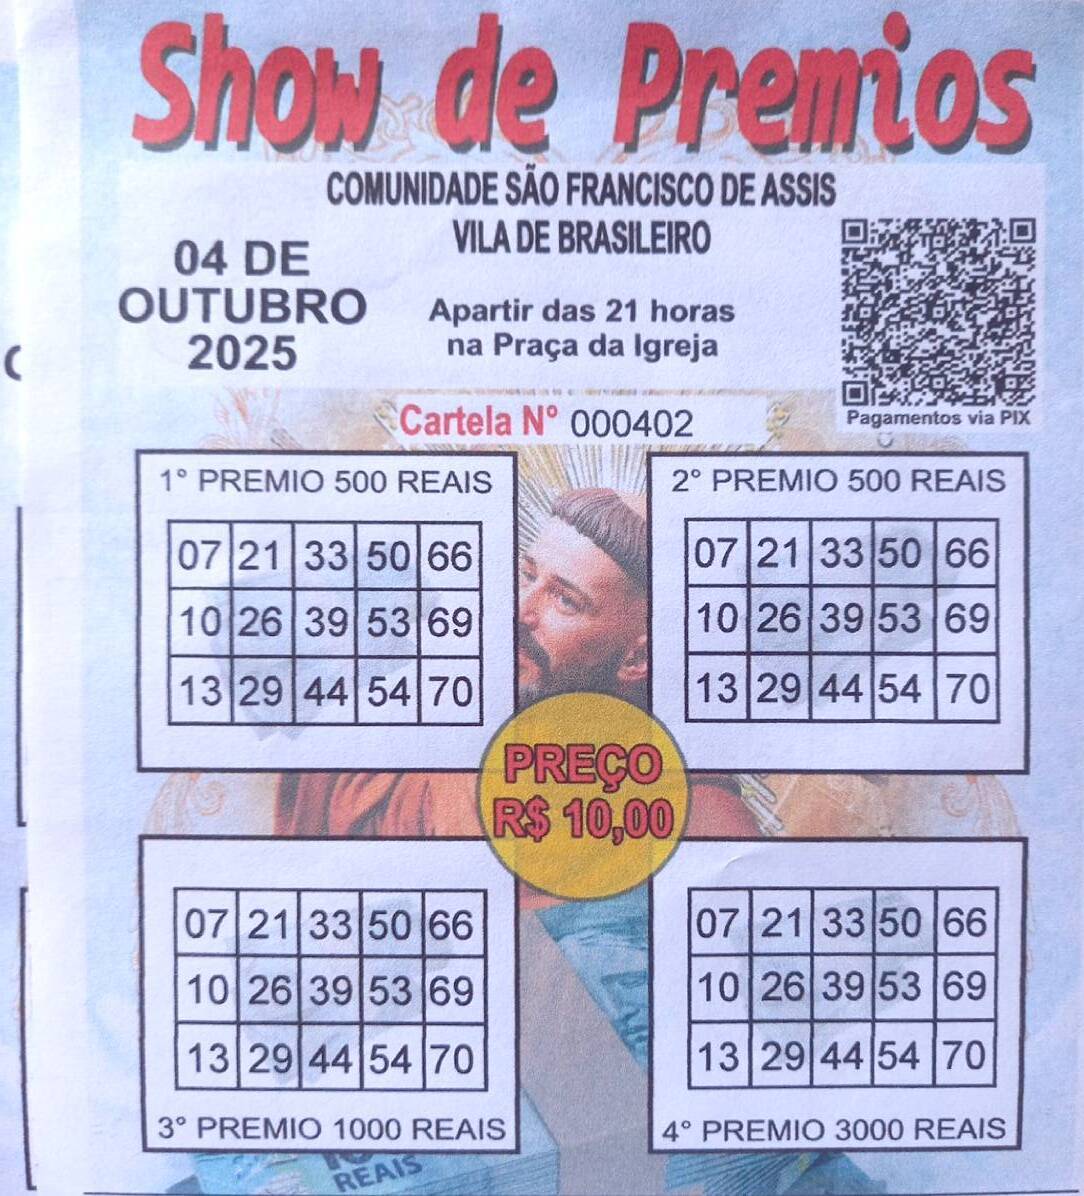 Show de Premios
COMUNIDADE SÃO FRANCISCO DE ASSIS
VILA DE BRASILEIRO
04 DE
OUTUBRO
2025
Apartir das 21 horas
na Praça da Igreja
Pagamentos via PIX
Cartela Nº 000402
1° PREMIO 500 REAIS
07 21 33 50 66
10 26 39 53 69
13 29 44 54 70
2° PREMIO 500 REAIS
07 21 33 50 66
10 26 39 53 69
13 29 44 54 70
PREÇO
R$ 10,00
07 21 33 50 66
10 26 39 53 69
13 29 44 54 70
3° PREMIO 1000 REAIS
07 21 33 50 66
10 26 39 53 69
13 29 44 54 70
4° PREMIO 3000 REAIS
REAIS